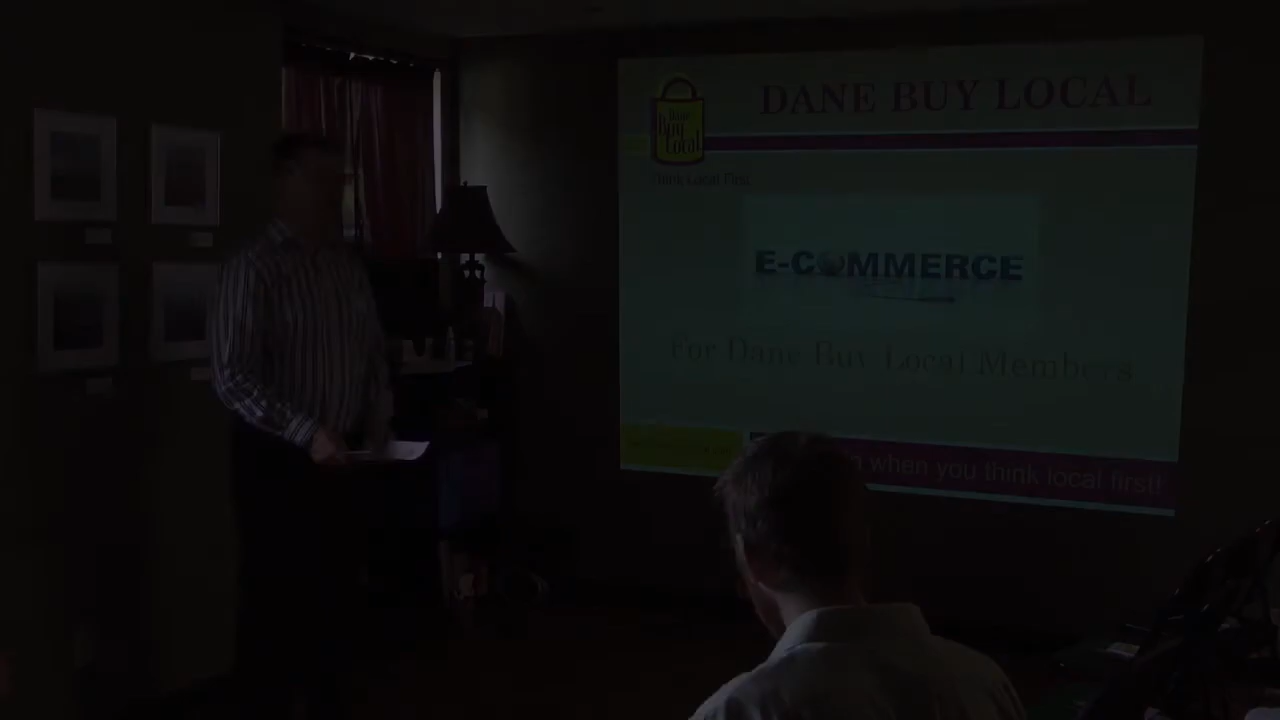 DANE BUY LOCAL
Dane
Buy
Local
Think Local First
E-COMMERCE
For Dane Buy Local Members
when you think local first!